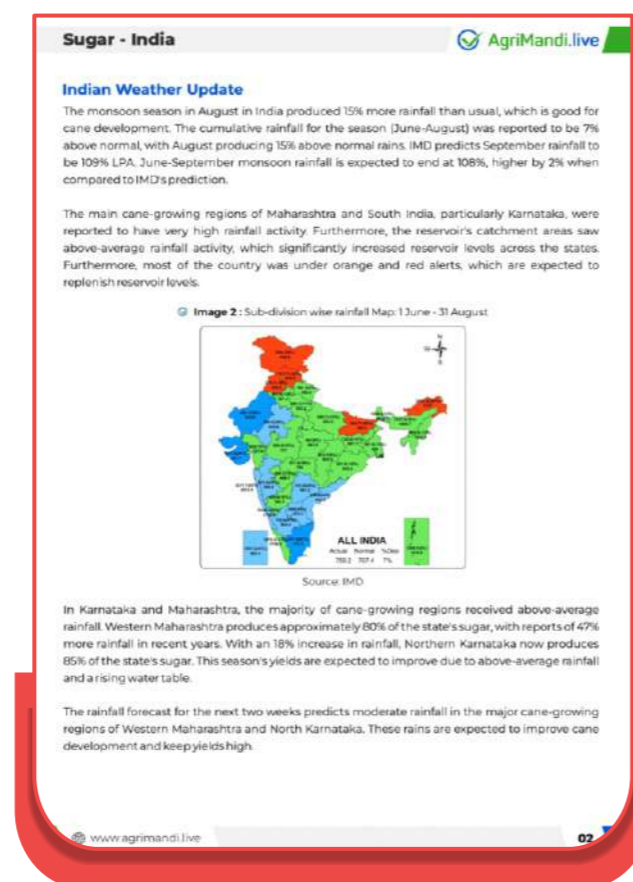 Sugar - India
AgriMandi.live
Indian Weather Update
The monsoon season in August in India produced 15% more rainfall than usual, which is good for
cane development. The cumulative rainfall for the season (June-August) was reported to be 7%
above normal, with August producing 15% above normal rains. IMD predicts September rainfall to
be 109% LPA. June-September monsoon rainfall is expected to end at 108%, higher by 2% when
compared to IMD's prediction.
The main cane-growing regions of Maharashtra and South India, particularly Karnataka, were
reported to have very high rainfall activity. Furthermore, the reservoir's catchment areas saw
above-average rainfall activity, which significantly increased reservoir levels across the states.
Furthermore, most of the country was under orange and red alerts, which are expected to
replenish reservoir levels.
Image 2 : Sub-division wise rainfall Map: 1 June - 31 August
N
W
S
ALL INDIA
Actual Normal %Dep
7%
Source: IMD
In Karnataka and Maharashtra, the majority of cane-growing regions received above-average
rainfall. Western Maharashtra produces approximately 80% of the state's sugar, with reports of 47%
more rainfall in recent years. With an 18% increase in rainfall, Northern Karnataka now produces
85% of the state's sugar. This season's yields are expected to improve due to above-average rainfall
and a rising water table.
The rainfall forecast for the next two weeks predicts moderate rainfall in the major cane-growing
regions of Western Maharashtra and North Karnataka. These rains are expected to improve cane
development and keep yields high.
www.agrimandi.live
02